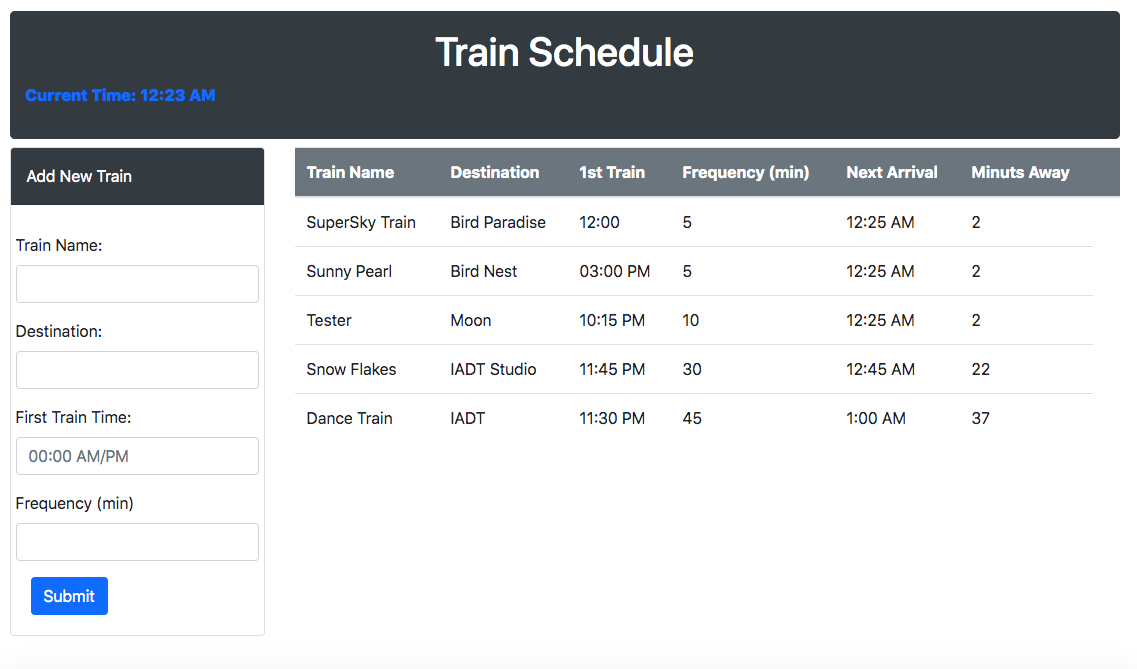 Train Schedule
Current Time: 12:23 AM
Add New Train
Train Name:
Destination:
First Train Time:
00:00 AM/PM
Frequency (min)
Submit
Train Name Destination 1st Train Frequency (min) Next Arrival Minuts Away
SuperSky Train Bird Paradise 12:00 5 12:25 AM 2
Sunny Pearl Bird Nest 03:00 PM 5 12:25 AM 2
Tester Moon 10:15 PM 10 12:25 AM 2
Snow Flakes IADT Studio 11:45 PM 30 12:45 AM 22
Dance Train IADT 11:30 PM 45 1:00 AM 37